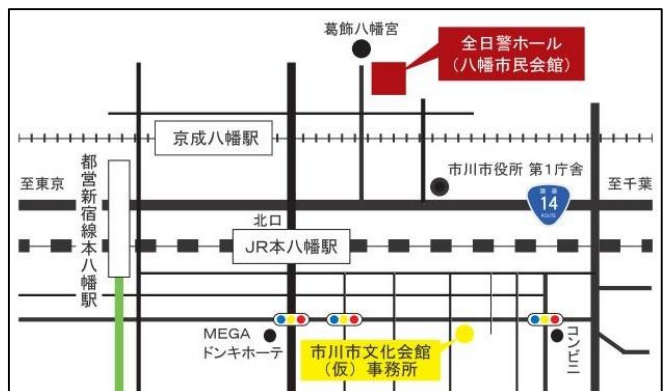 葛飾八幡宮
全日警ホール
(八幡市民会館)
京成八幡駅
都営新宿線本八幡駅
至東京
市川市役所 第1庁舎
至千葉
国道
14
ROUTE
北口
JR本八幡駅
MEGA
ドンキホーテ
市川市文化会館
(仮)事務所
コンビニ